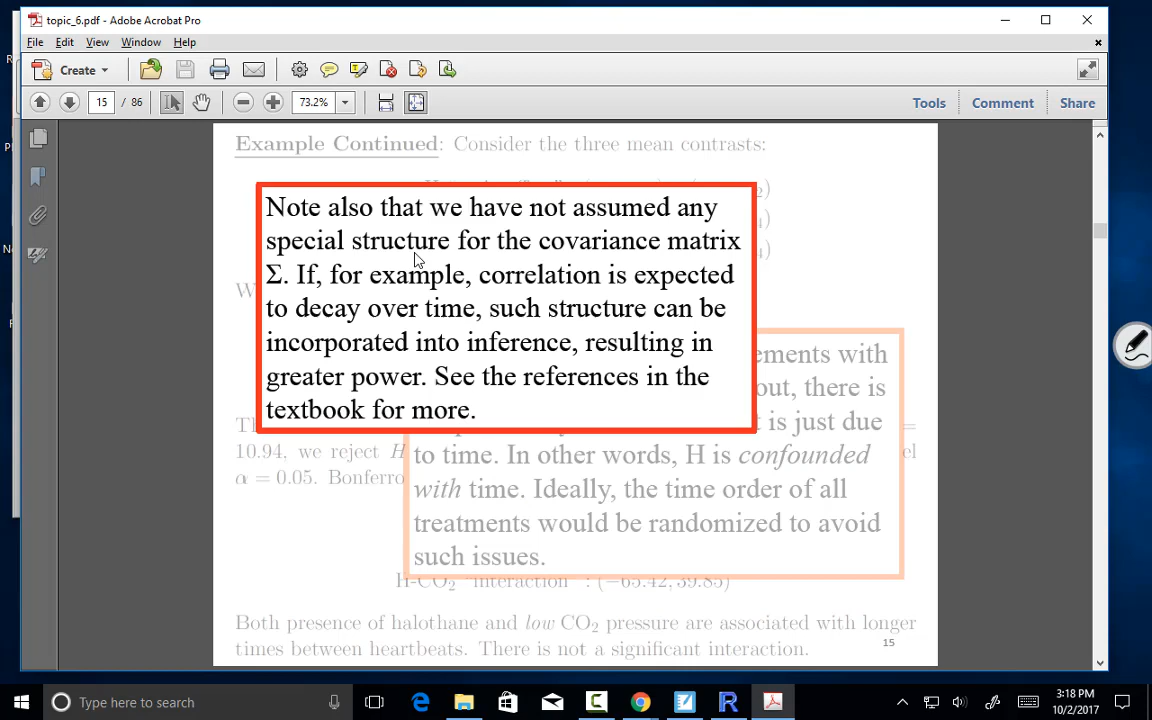 topic_6.pdf - Adobe Acrobat Pro
File Edit View Window Help
Create
15 / 86 73.2% Tools Comment Share
Example Continued: Consider the three mean contrasts:
Note also that we have not assumed any
special structure for the covariance matrix
Σ. If, for example, correlation is expected
to decay over time, such structure can be
incorporated into inference, resulting in
greater power. See the references in the
textbook for more.
ements with
out, there is
t is just due
to time. In other words, H is confounded
with time. Ideally, the time order of all
treatments would be randomized to avoid
such issues.
10.94, we reject H
α = 0.05. Bonferro
H-CO₂ "interaction" : (−65.42, 39.85)
Both presence of halothane and low CO₂ pressure are associated with longer
times between heartbeats. There is not a significant interaction.
15
Type here to search
3:18 PM
10/2/2017